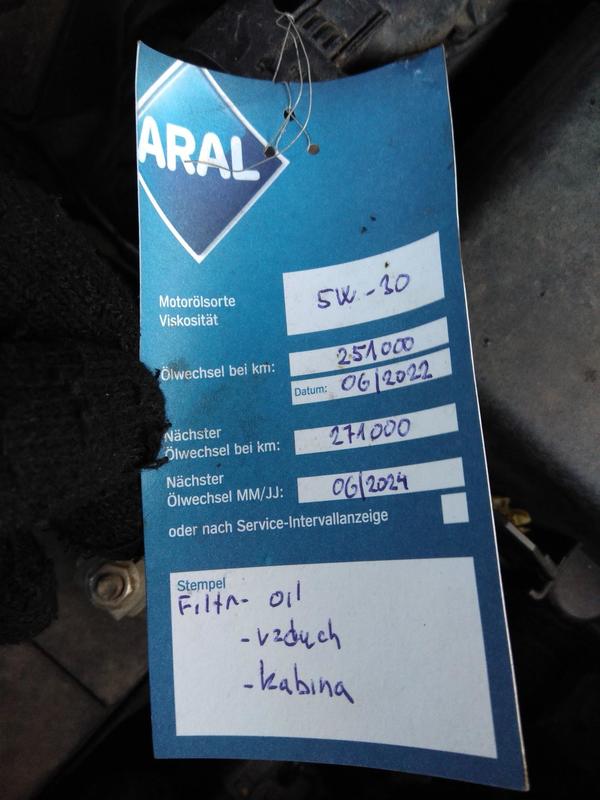 ARAL
Motorölsorte
Viskosität
5W-30
Ölwechsel bei km:
251000
Datum: 06/2022
Nächster
Ölwechsel bei km:
271000
Nächster
Ölwechsel MM/JJ:
06/2024
oder nach Service-Intervallanzeige
Stempel
Filtr- oil
-vzduch
-kabina